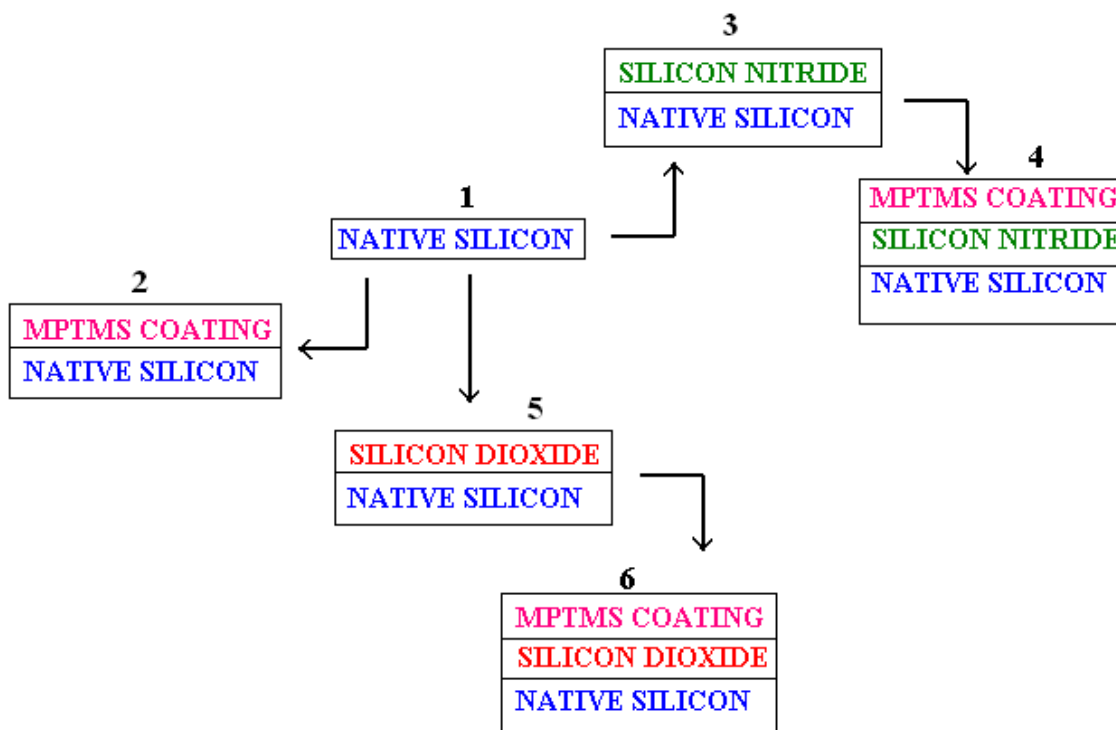 3
SILICON NITRIDE
NATIVE SILICON
4
MPTMS COATING
SILICON NITRIDE
NATIVE SILICON
1
NATIVE SILICON
2
MPTMS COATING
NATIVE SILICON
5
SILICON DIOXIDE
NATIVE SILICON
6
MPTMS COATING
SILICON DIOXIDE
NATIVE SILICON